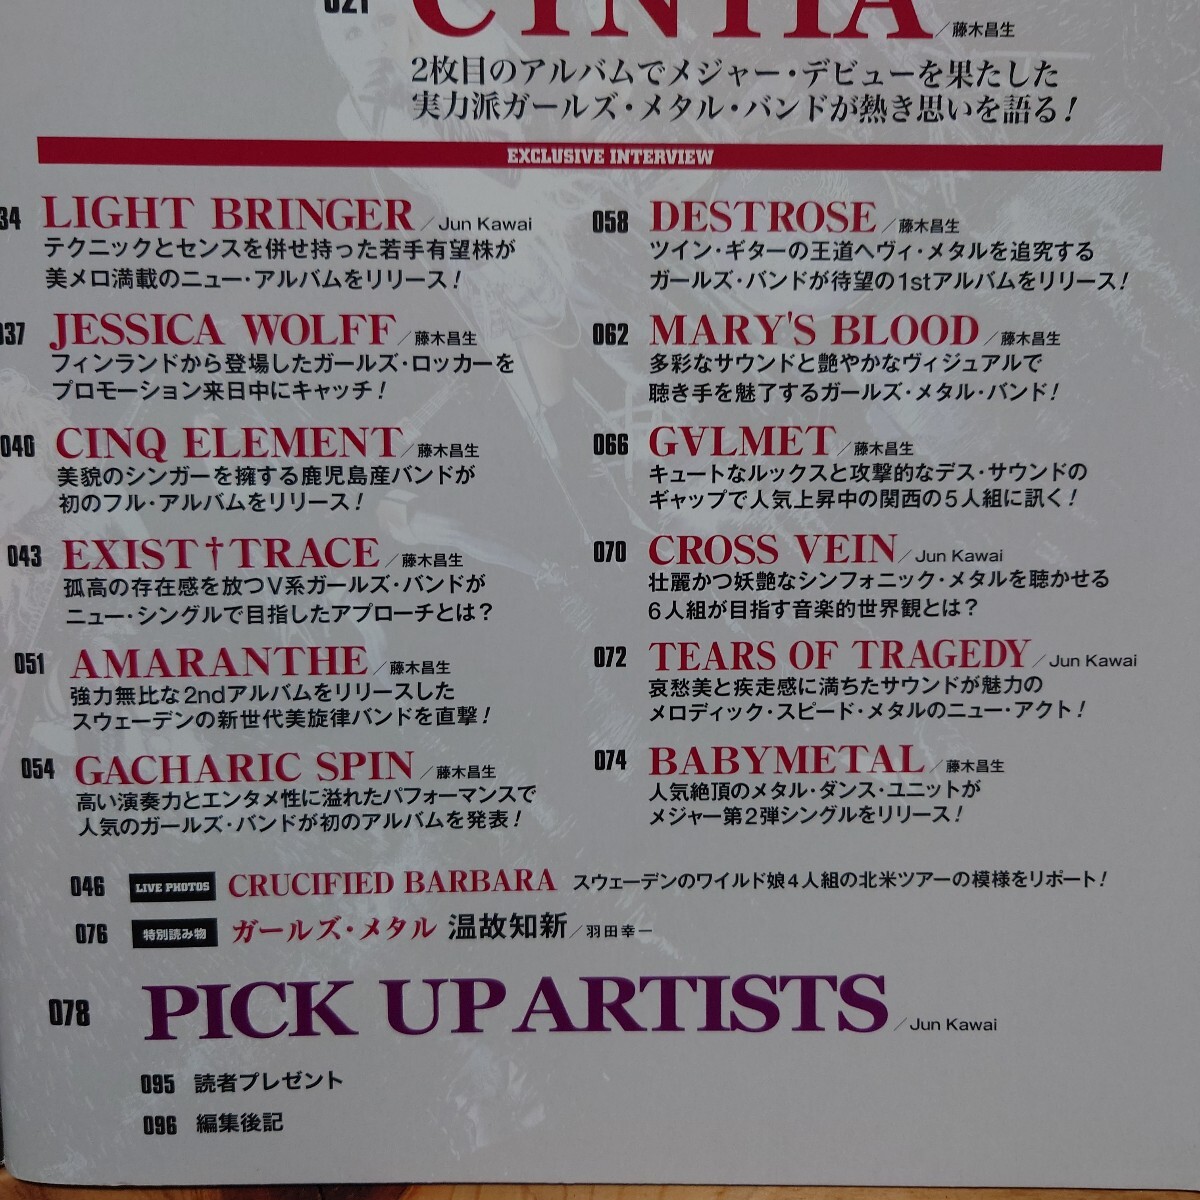 021 CYNTIA／藤木昌生
2枚目のアルバムでメジャー・デビューを果たした
実力派ガールズ・メタル・バンドが熱き思いを語る！
EXCLUSIVE INTERVIEW
34 LIGHT BRINGER／Jun Kawai
テクニックとセンスを併せ持った若手有望株が
美メロ満載のニュー・アルバムをリリース！
037 JESSICA WOLFF／藤木昌生
フィンランドから登場したガールズ・ロッカーを
プロモーション来日中にキャッチ！
040 CINQ ELEMENT／藤木昌生
美貌のシンガーを擁する鹿児島産バンドが
初のフル・アルバムをリリース！
043 EXIST†TRACE／藤木昌生
孤高の存在感を放つV系ガールズ・バンドが
ニュー・シングルで目指したアプローチとは？
051 AMARANTHE／藤木昌生
強力無比な2ndアルバムをリリースした
スウェーデンの新世代美旋律バンドを直撃！
054 GACHARIC SPIN／藤木昌生
高い演奏力とエンタメ性に溢れたパフォーマンスで
人気のガールズ・バンドが初のアルバムを発表！
058 DESTROSE／藤木昌生
ツイン・ギターの王道ヘヴィ・メタルを追究する
ガールズ・バンドが待望の1stアルバムをリリース！
062 MARY'S BLOOD／藤木昌生
多彩なサウンドと艶やかなヴィジュアルで
聴き手を魅了するガールズ・メタル・バンド！
066 G∀LMET／藤木昌生
キュートなルックスと攻撃的なデス・サウンドの
ギャップで人気上昇中の関西の5人組に訊く！
070 CROSS VEIN／Jun Kawai
壮麗かつ妖艶なシンフォニック・メタルを聴かせる
6人組が目指す音楽的世界観とは？
072 TEARS OF TRAGEDY／Jun Kawai
哀愁美と疾走感に満ちたサウンドが魅力の
メロディック・スピード・メタルのニュー・アクト！
074 BABYMETAL／藤木昌生
人気絶頂のメタル・ダンス・ユニットが
メジャー第2弾シングルをリリース！
046 LIVE PHOTOS CRUCIFIED BARBARA スウェーデンのワイルド娘4人組の北米ツアーの模様をリポート！
076 特別読み物 ガールズ・メタル 温故知新／羽田幸一
078 PICK UP ARTISTS／Jun Kawai
095 読者プレゼント
096 編集後記